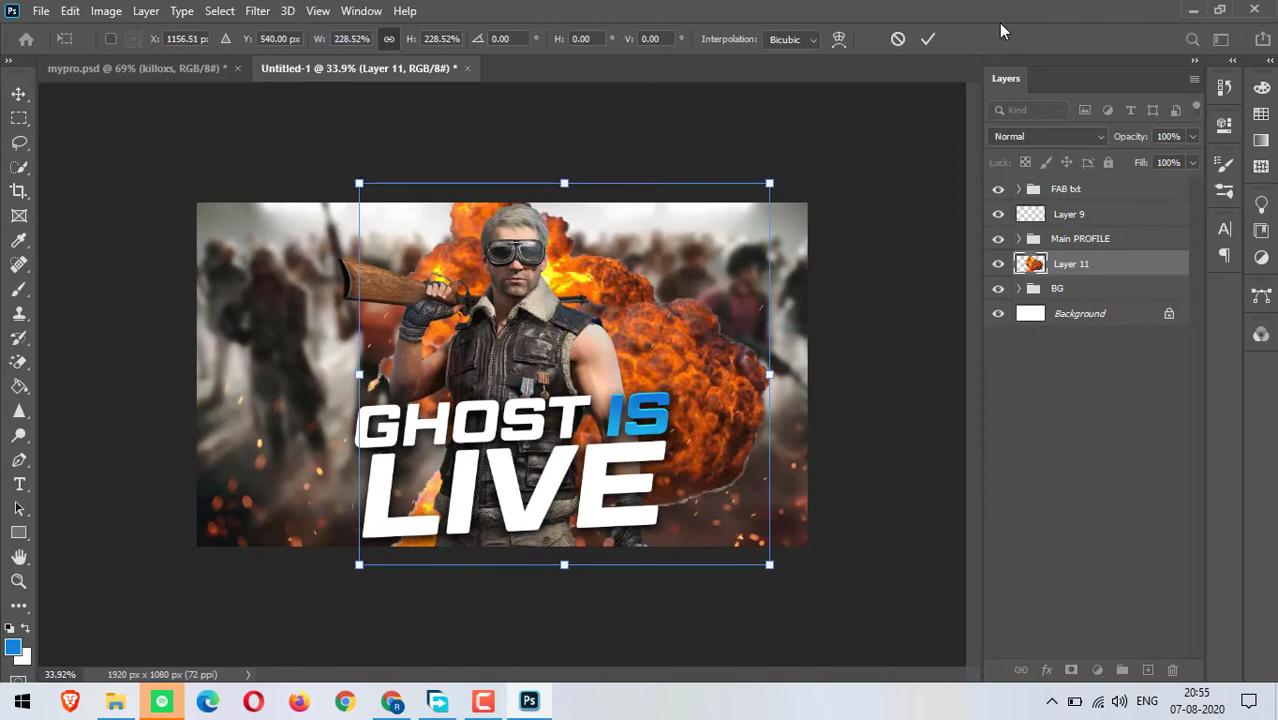 Ps File Edit Image Layer Type Select Filter 3D View Window Help
X: 1156.51 px Y: 540.00 px W: 228.52% H: 228.52% 0.00 H: 0.00 V: 0.00 Interpolation: Bicubic
mypro.psd @ 69% (killoxs, RGB/8#) * × Untitled-1 @ 33.9% (Layer 11, RGB/8#) * ×
Layers
Kind
Normal Opacity: 100%
Lock: Fill: 100%
FAB txt
Layer 9
Main PROFILE
Layer 11
BG
Background
GHOST IS
LIVE
33.92% 1920 px x 1080 px (72 ppi)
Ps ENG 20:55
07-08-2020